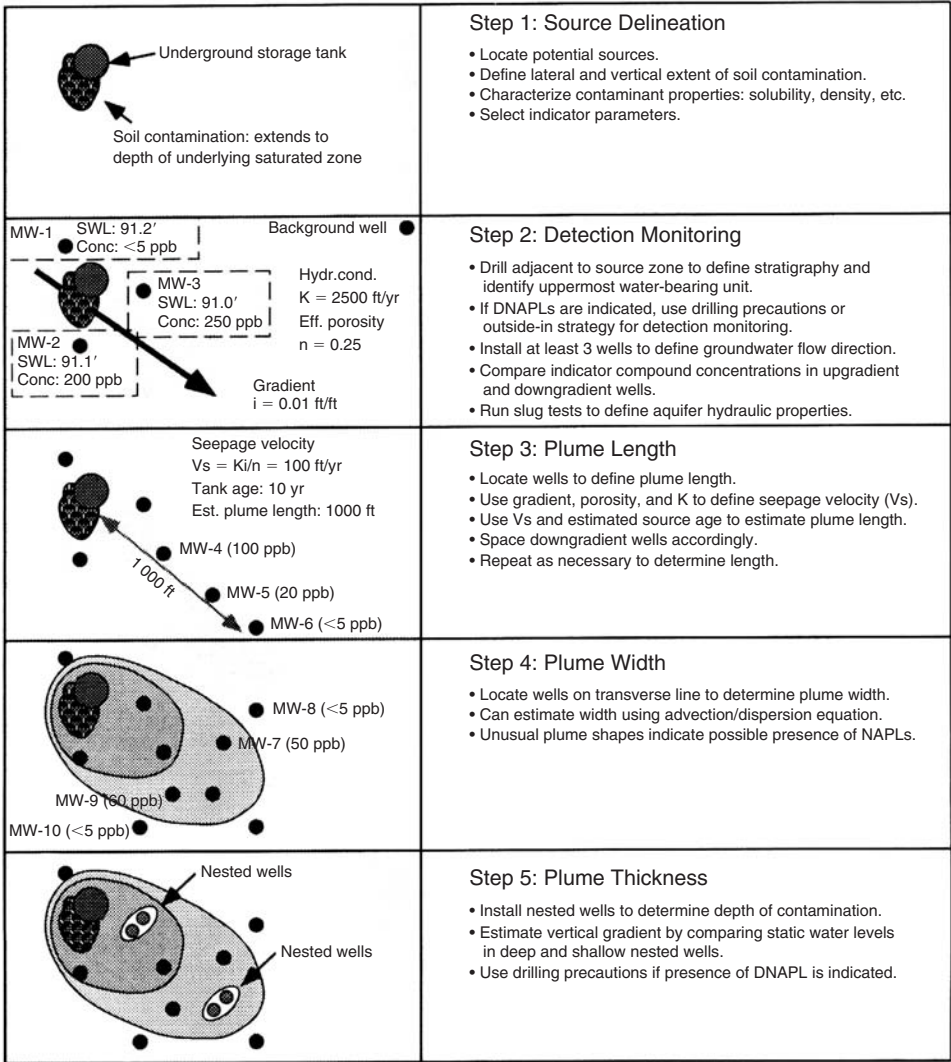 Underground storage tank
Soil contamination: extends to
depth of underlying saturated zone
Step 1: Source Delineation
• Locate potential sources.
• Define lateral and vertical extent of soil contamination.
• Characterize contaminant properties: solubility, density, etc.
• Select indicator parameters.
MW-1
SWL: 91.2′
Conc: <5 ppb
Background well
MW-3
SWL: 91.0′
Conc: 250 ppb
Hydr.cond.
K = 2500 ft/yr
Eff. porosity
n = 0.25
MW-2
SWL: 91.1′
Conc: 200 ppb
Gradient
i = 0.01 ft/ft
Step 2: Detection Monitoring
• Drill adjacent to source zone to define stratigraphy and
identify uppermost water-bearing unit.
• If DNAPLs are indicated, use drilling precautions or
outside-in strategy for detection monitoring.
• Install at least 3 wells to define groundwater flow direction.
• Compare indicator compound concentrations in upgradient
and downgradient wells.
• Run slug tests to define aquifer hydraulic properties.
Seepage velocity
Vs = Ki/n = 100 ft/yr
Tank age: 10 yr
Est. plume length: 1000 ft
MW-4 (100 ppb)
1 000 ft
MW-5 (20 ppb)
MW-6 (<5 ppb)
Step 3: Plume Length
• Locate wells to define plume length.
• Use gradient, porosity, and K to define seepage velocity (Vs).
• Use Vs and estimated source age to estimate plume length.
• Space downgradient wells accordingly.
• Repeat as necessary to determine length.
MW-8 (<5 ppb)
MW-7 (50 ppb)
MW-9 (60 ppb)
MW-10 (<5 ppb)
Step 4: Plume Width
• Locate wells on transverse line to determine plume width.
• Can estimate width using advection/dispersion equation.
• Unusual plume shapes indicate possible presence of NAPLs.
Nested wells
Nested wells
Step 5: Plume Thickness
• Install nested wells to determine depth of contamination.
• Estimate vertical gradient by comparing static water levels
in deep and shallow nested wells.
• Use drilling precautions if presence of DNAPL is indicated.